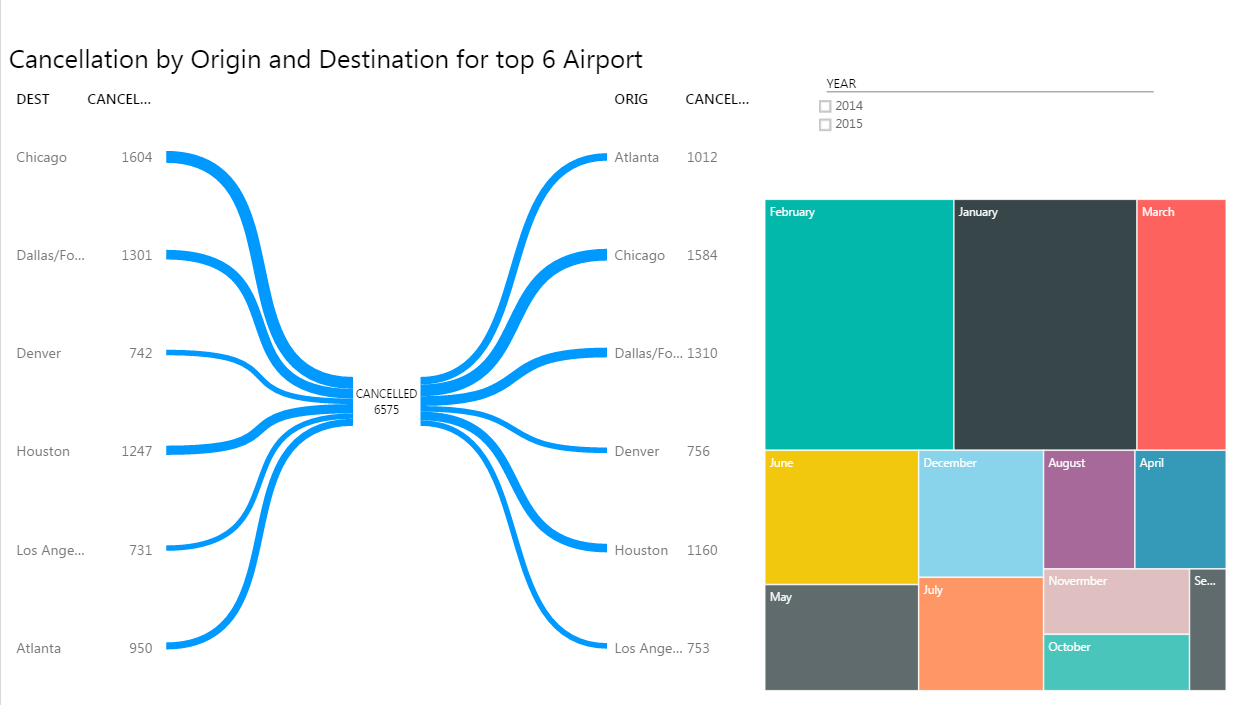 Cancellation by Origin and Destination for top 6 Airport
DEST CANCEL...
Chicago 1604
Dallas/Fo... 1301
Denver 742
Houston 1247
Los Ange... 731
Atlanta 950
CANCELLED
6575
ORIG CANCEL...
Atlanta 1012
Chicago 1584
Dallas/Fo... 1310
Denver 756
Houston 1160
Los Ange... 753
YEAR
2014
2015
February
January
March
June
December
August
April
May
July
Novermber
October
Se...